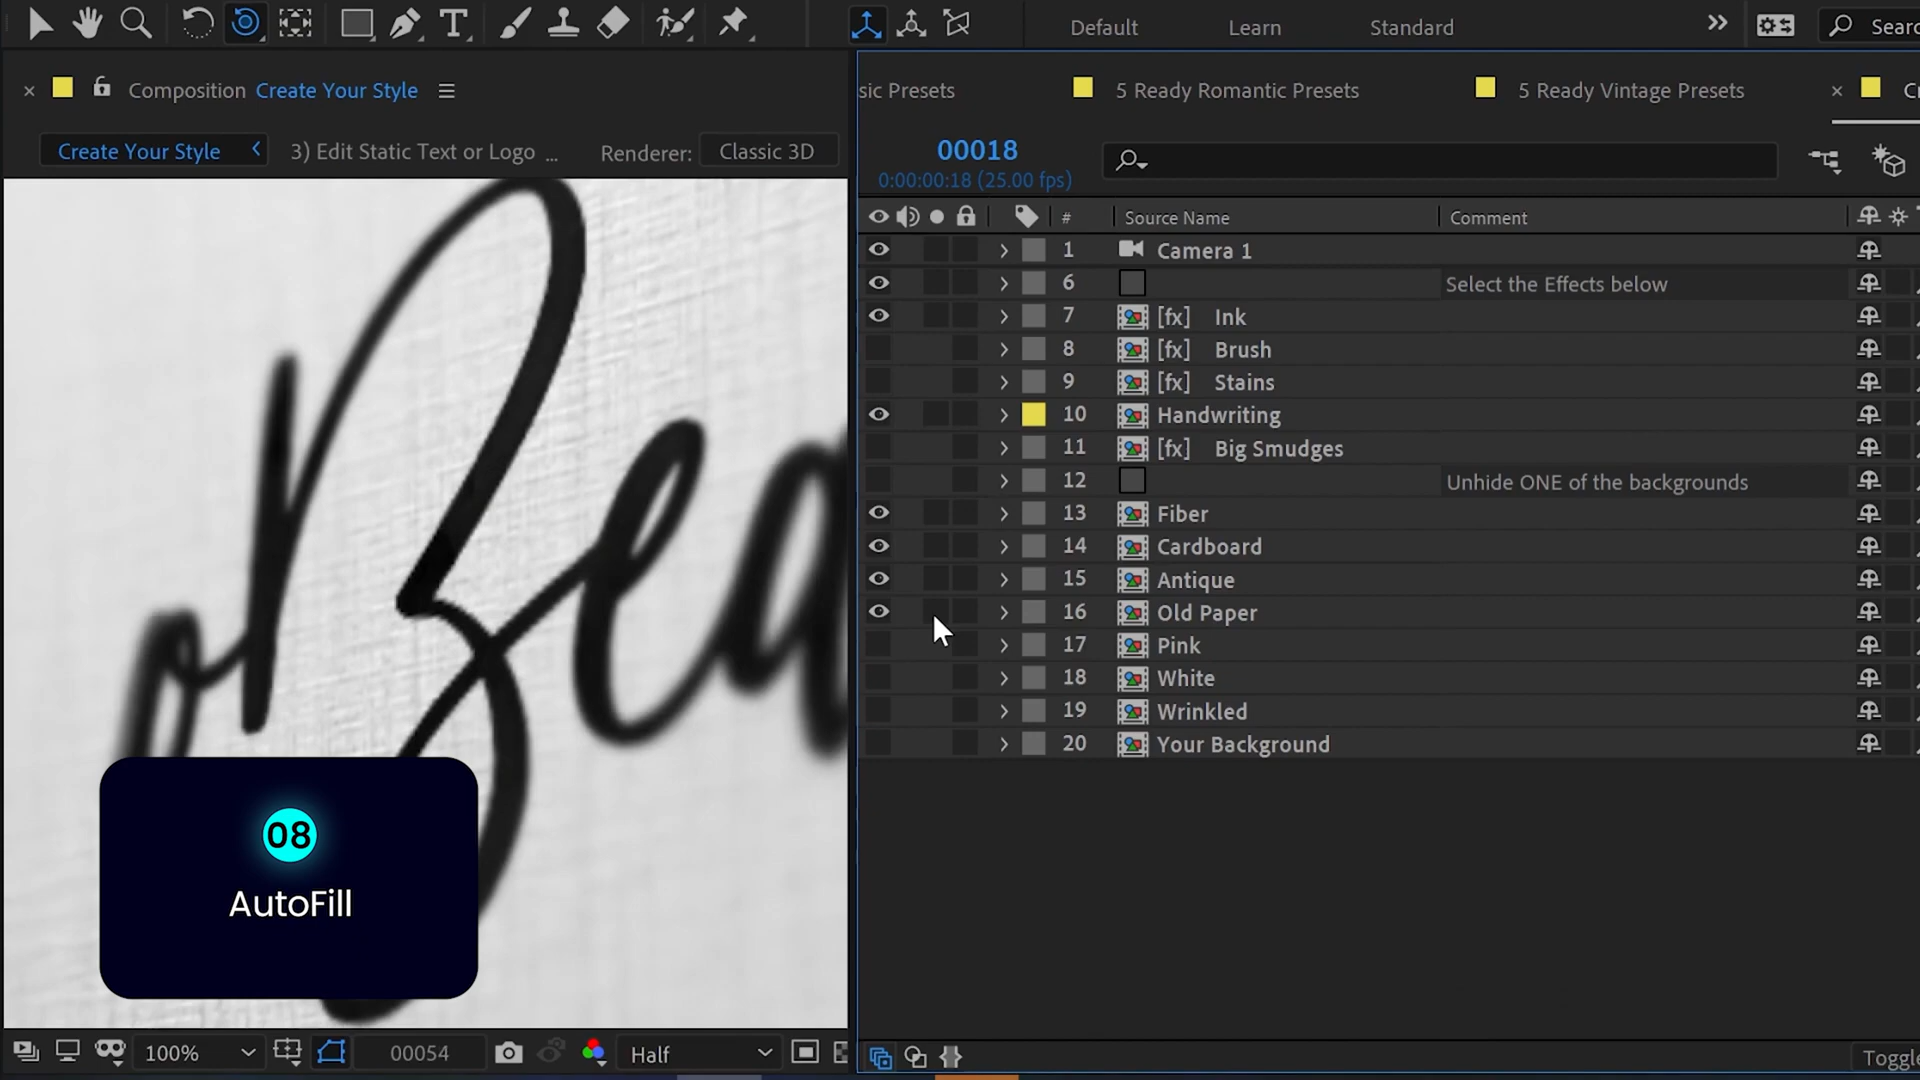 Default
Learn
Standard
Searc
Composition Create Your Style
sic Presets
5 Ready Romantic Presets
5 Ready Vintage Presets
Cr
Create Your Style
3) Edit Static Text or Logo ...
Renderer:
Classic 3D
00018
0:00:00:18 (25.00 fps)
# Source Name Comment
1 Camera 1
6 Select the Effects below
7 [fx] Ink
8 [fx] Brush
9 [fx] Stains
10 Handwriting
11 [fx] Big Smudges
12 Unhide ONE of the backgrounds
13 Fiber
14 Cardboard
15 Antique
16 Old Paper
17 Pink
18 White
19 Wrinkled
20 Your Background
Bea
08
AutoFill
100%
00054
Half
Toggle